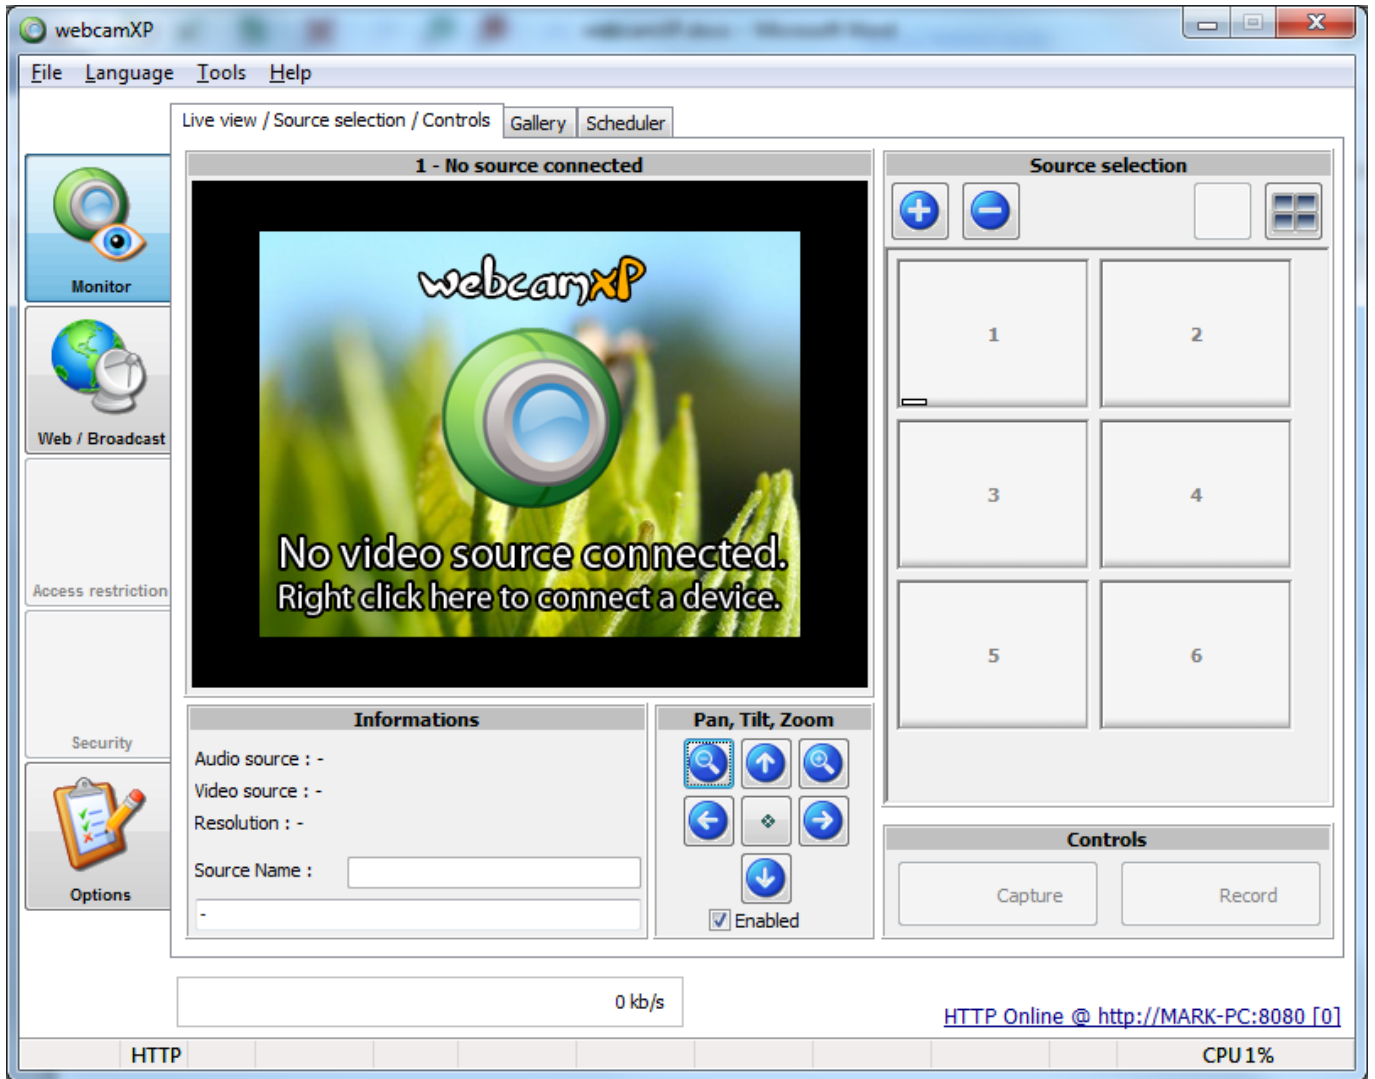 webcamXP
File Language Tools Help
Live view / Source selection / Controls Gallery Scheduler
1 - No source connected
Source selection
webcamXP
No video source connected.
Right click here to connect a device.
Monitor
Web / Broadcast
Access restriction
Security
Options
1 2
3 4
5 6
Informations
Audio source : -
Video source : -
Resolution : -
Source Name :
-
Pan, Tilt, Zoom
Enabled
Controls
Capture Record
0 kb/s
HTTP Online @ http://MARK-PC:8080 [0]
HTTP CPU 1%